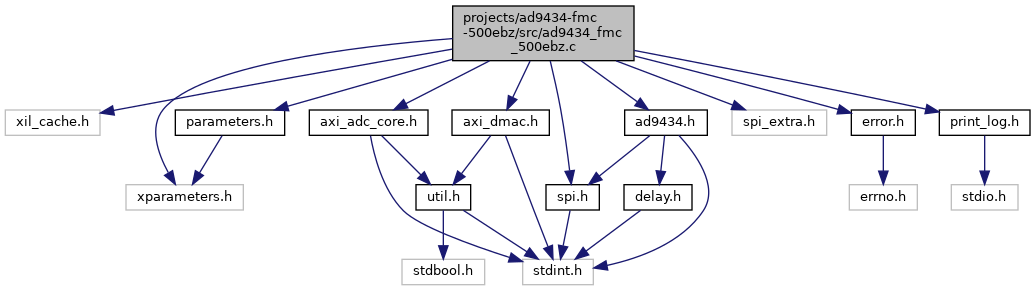 projects/ad9434-fmc
-500ebz/src/ad9434_fmc
_500ebz.c
xil_cache.h
parameters.h
axi_adc_core.h
axi_dmac.h
ad9434.h
spi_extra.h
error.h
print_log.h
xparameters.h
util.h
spi.h
delay.h
errno.h
stdio.h
stdbool.h
stdint.h